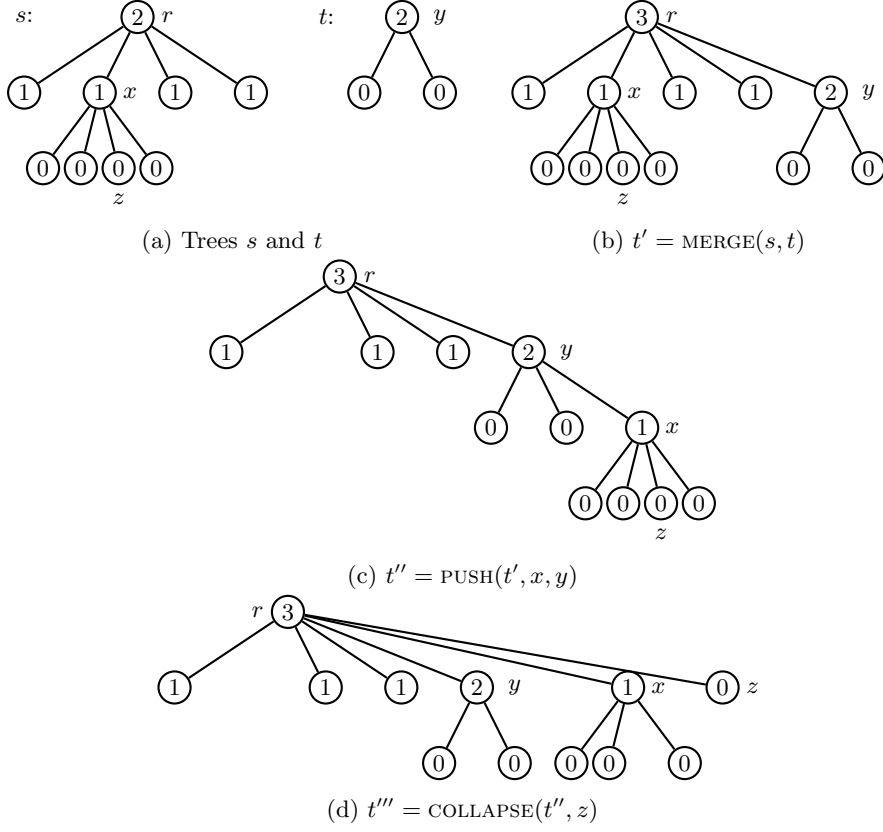 s: 2 r t: 2 y 3 r
1 1 x 1 1 0 0 1 1 x 1 1 2 y
0 0 0 0 0 0 0 0 0 0
z z
(a) Trees s and t (b) t′ = MERGE(s, t)
3 r
1 1 1 2 y
0 0 1 x
0 0 0 0
z
(c) t″ = PUSH(t′, x, y)
r 3
1 1 1 2 y 1 x 0 z
0 0 0 0 0
(d) t‴ = COLLAPSE(t″, z)